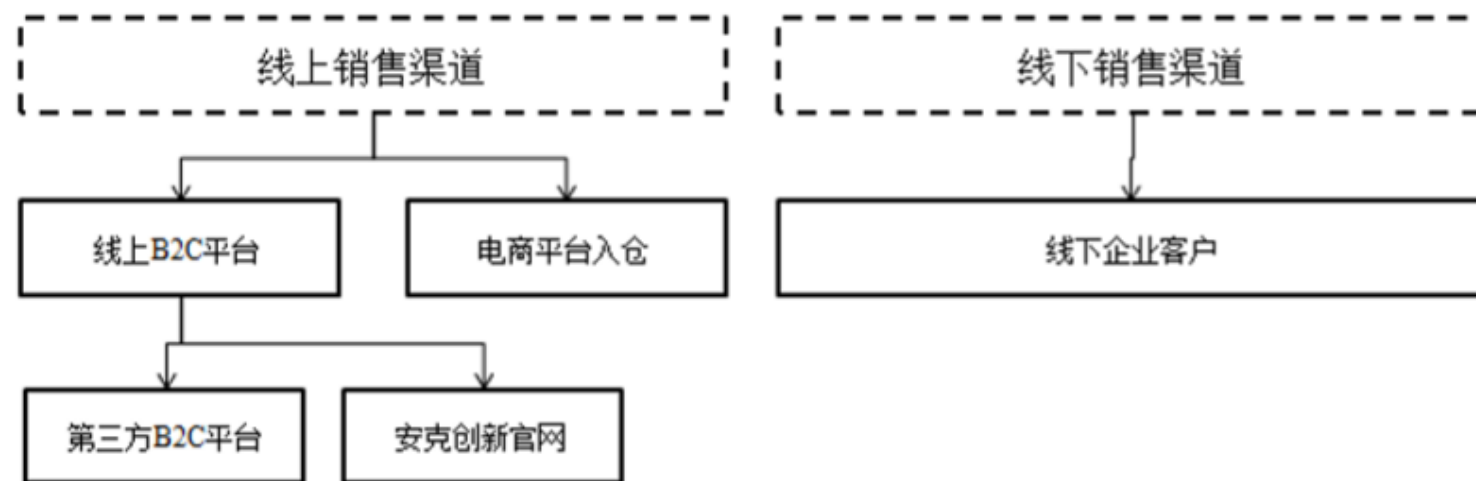 线上销售渠道
线下销售渠道
线上B2C平台
电商平台入仓
线下企业客户
第三方B2C平台
安克创新官网